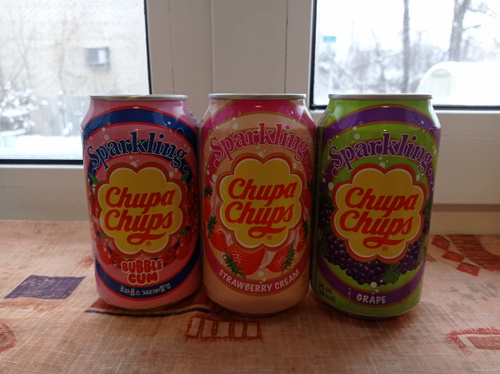 Sparkling
Chupa
Chups
BUBBLE
GUM
Sparkling
Chupa
Chups
STRAWBERRY CREAM
Sparkling
Chupa
Chups
GRAPE